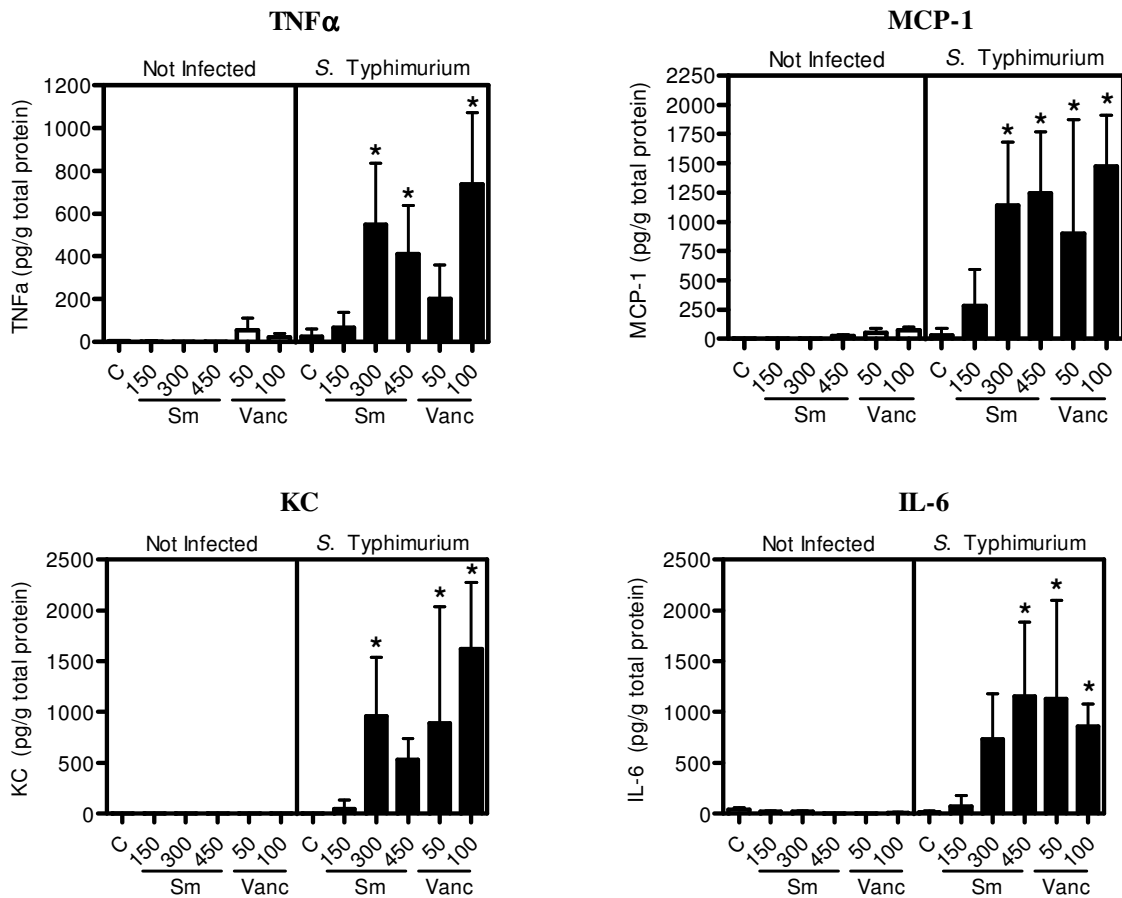 TNFα
Not Infected
S. Typhimurium
TNFa (pg/g total protein)
1200
1000
800
600
400
200
0
*
*
*
C 150 300 450 50 100 C 150 300 450 50 100
Sm Vanc Sm Vanc
MCP-1
Not Infected
S. Typhimurium
MCP-1 (pg/g total protein)
2250
2000
1750
1500
1250
1000
750
500
250
0
*
*
*
*
C 150 300 450 50 100 C 150 300 450 50 100
Sm Vanc Sm Vanc
KC
Not Infected
S. Typhimurium
KC (pg/g total protein)
2500
2000
1500
1000
500
0
*
*
*
C 150 300 450 50 100 C 150 300 450 50 100
Sm Vanc Sm Vanc
IL-6
Not Infected
S. Typhimurium
IL-6 (pg/g total protein)
2500
2000
1500
1000
500
0
*
*
*
C 150 300 450 50 100 C 150 300 450 50 100
Sm Vanc Sm Vanc